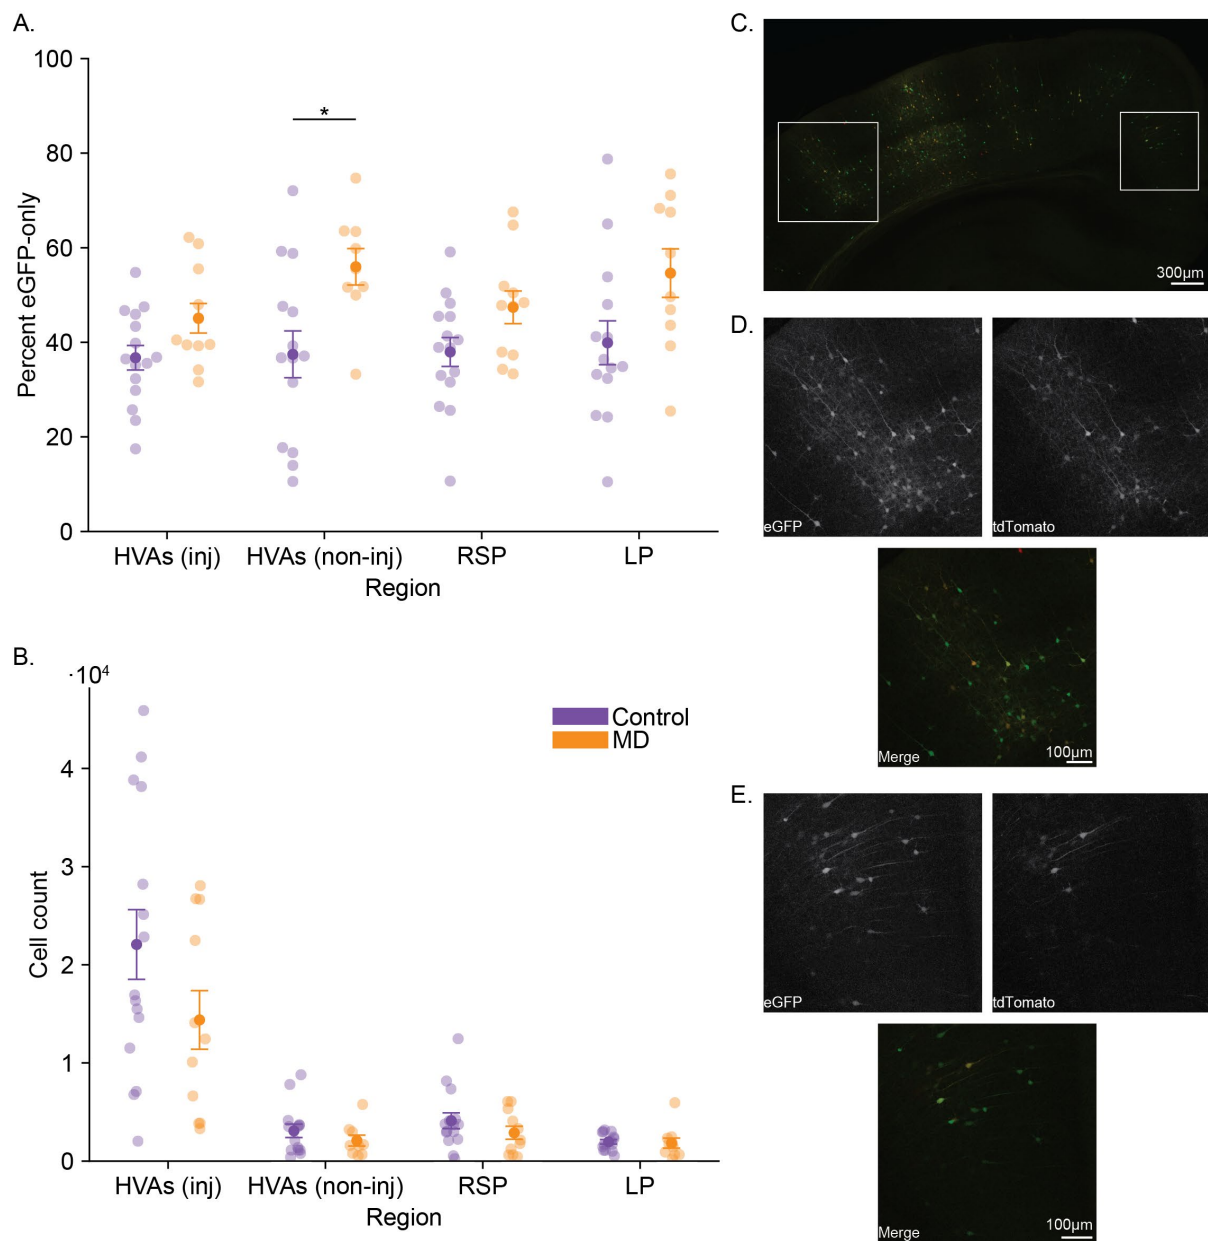 A.
100
80
60
40
20
0
Percent eGFP-only
*
HVAs (inj) HVAs (non-inj) RSP LP
Region
B.
·10⁴
4
3
2
1
0
Cell count
Control
MD
HVAs (inj) HVAs (non-inj) RSP LP
Region
C.
300µm
D.
eGFP
tdTomato
Merge
100µm
E.
eGFP
tdTomato
Merge
100µm